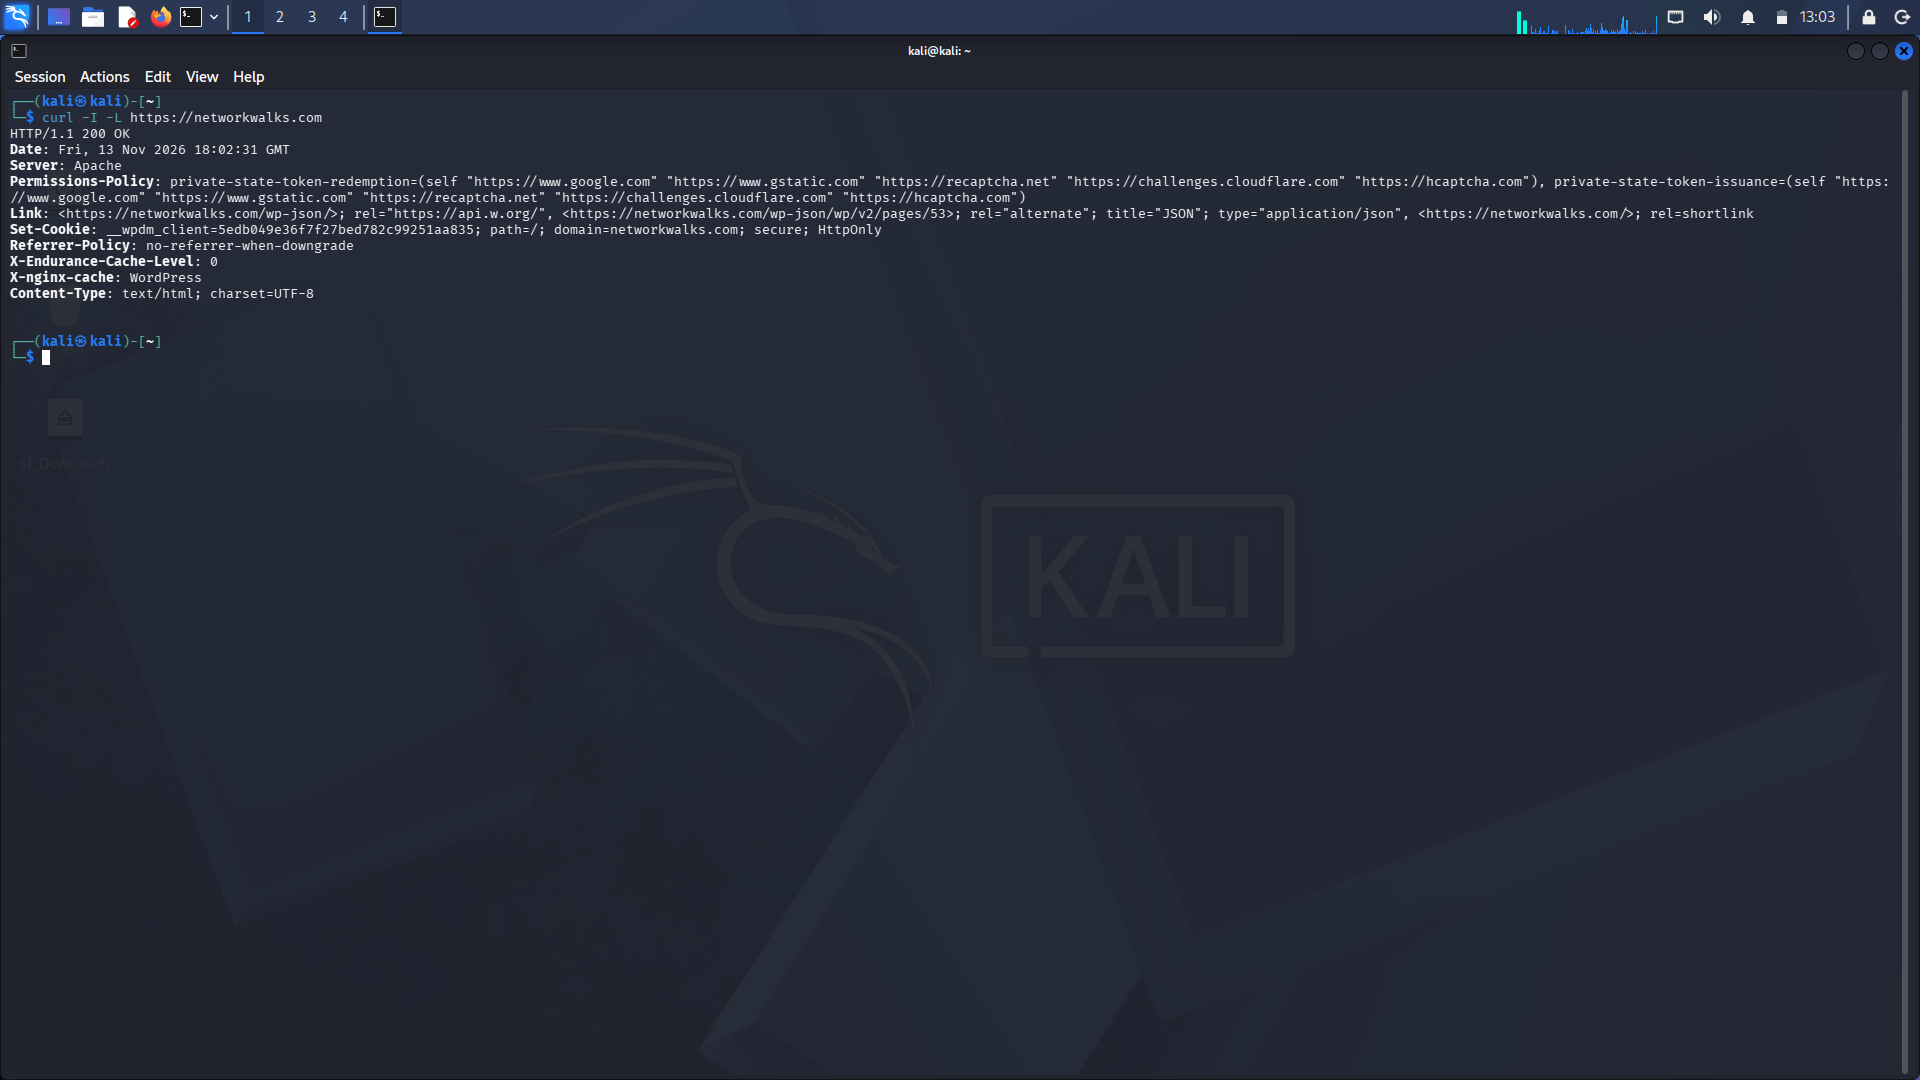 1 2 3 4 13:03
kali@kali: ~
Session Actions Edit View Help
┌──(kali㉿kali)-[~]
└─$ curl -I -L https://networkwalks.com
HTTP/1.1 200 OK
Date: Fri, 13 Nov 2026 18:02:31 GMT
Server: Apache
Permissions-Policy: private-state-token-redemption=(self "https://www.google.com" "https://www.gstatic.com" "https://recaptcha.net" "https://challenges.cloudflare.com" "https://hcaptcha.com"), private-state-token-issuance=(self "https:
//www.google.com" "https://www.gstatic.com" "https://recaptcha.net" "https://challenges.cloudflare.com" "https://hcaptcha.com")
Link: <https://networkwalks.com/wp-json/>; rel="https://api.w.org/", <https://networkwalks.com/wp-json/wp/v2/pages/53>; rel="alternate"; title="JSON"; type="application/json", <https://networkwalks.com/>; rel=shortlink
Set-Cookie: __wpdm_client=5edb049e36f7f27bed782c99251aa835; path=/; domain=networkwalks.com; secure; HttpOnly
Referrer-Policy: no-referrer-when-downgrade
X-Endurance-Cache-Level: 0
X-nginx-cache: WordPress
Content-Type: text/html; charset=UTF-8
┌──(kali㉿kali)-[~]
└─$
sf_Downloads
KALI